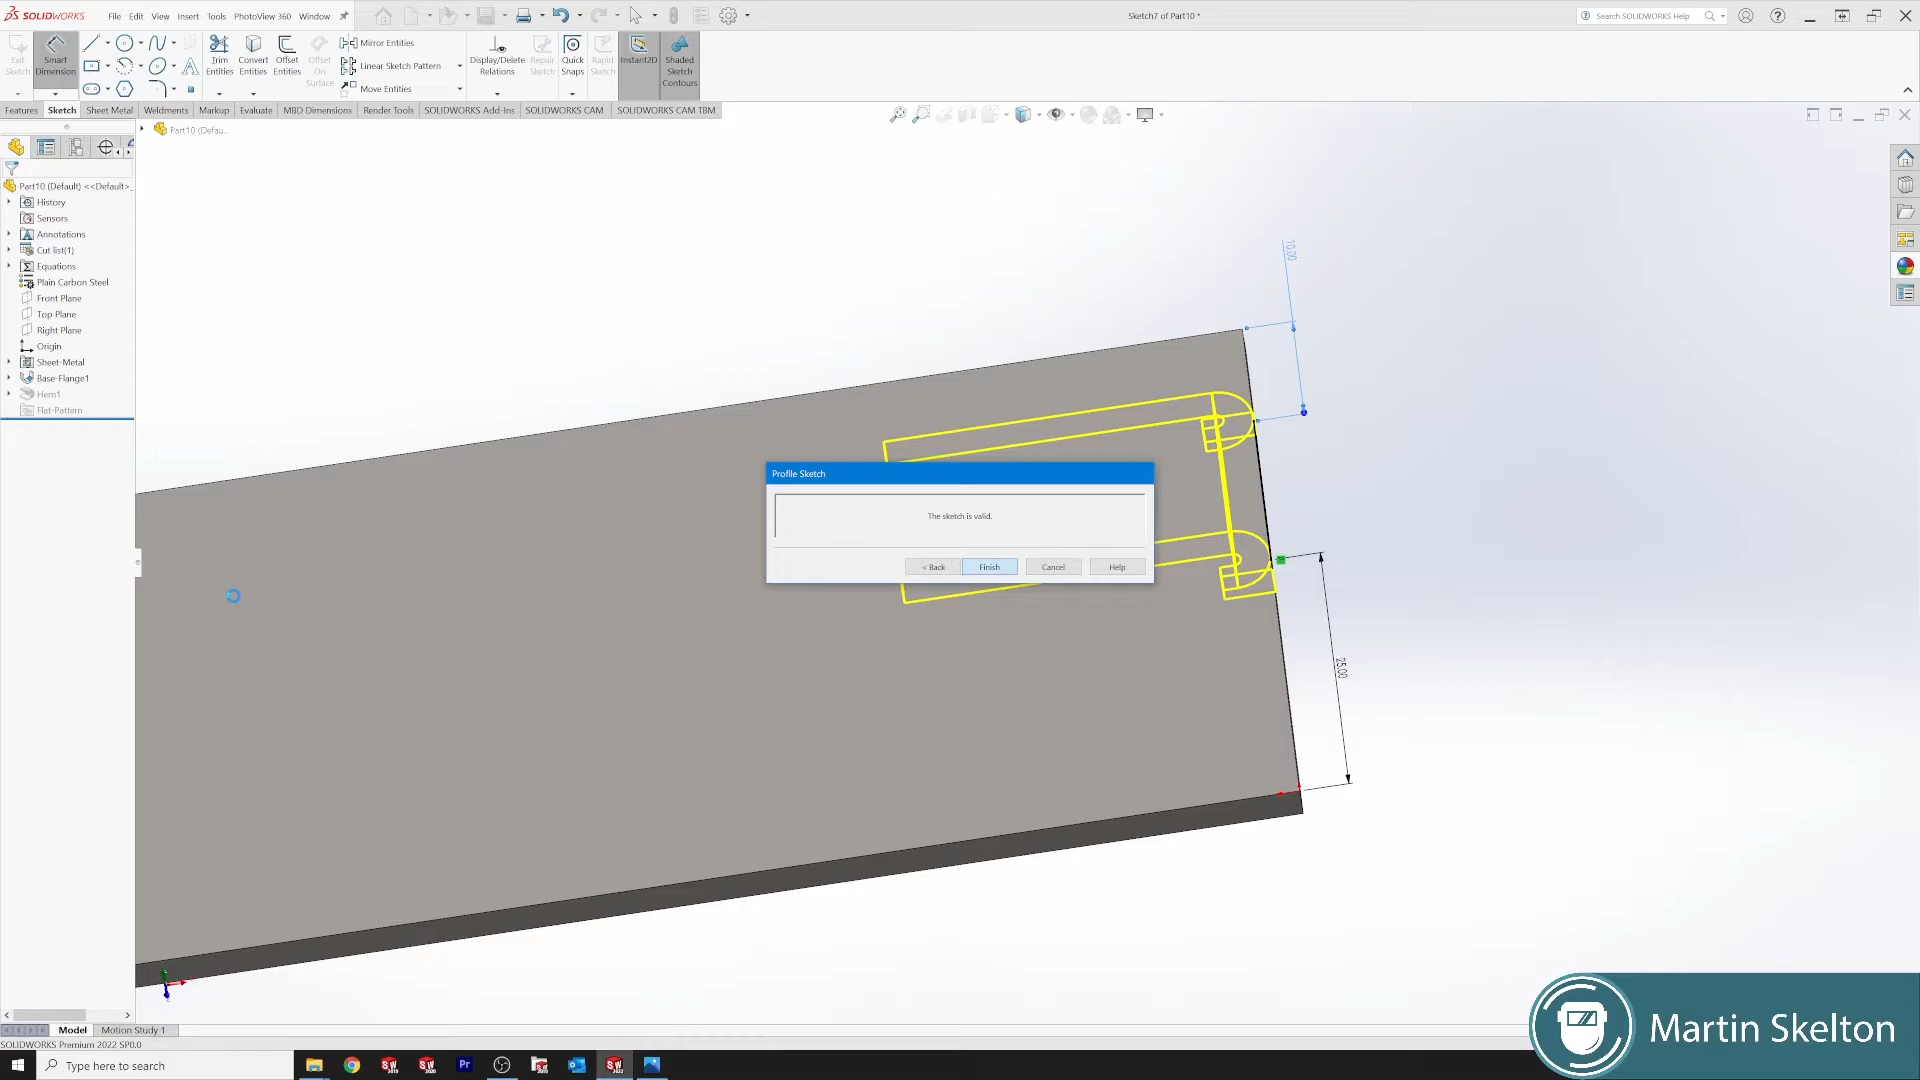 SOLIDWORKS File Edit View Insert Tools PhotoView 360 Window
Sketch7 of Part10 *
Search SOLIDWORKS Help
Exit Sketch
Smart Dimension
Trim Entities
Convert Entities
Offset Entities
Offset On Surface
Mirror Entities
Linear Sketch Pattern
Move Entities
Display/Delete Relations
Repair Sketch
Quick Snaps
Rapid Sketch
Instant2D
Shaded Sketch Contours
Features Sketch Sheet Metal Weldments Markup Evaluate MBD Dimensions Render Tools SOLIDWORKS Add-Ins SOLIDWORKS CAM SOLIDWORKS CAM TBM
Part10 (Defau...
Part10 (Default) <<Default>_
History
Sensors
Annotations
Cut list(1)
Equations
Plain Carbon Steel
Front Plane
Top Plane
Right Plane
Origin
Sheet-Metal
Base-Flange1
Hem1
Flat-Pattern
10.00
Profile Sketch
The sketch is valid.
< Back Finish Cancel Help
25.00
Model Motion Study 1
SOLIDWORKS Premium 2022 SP0.0
Type here to search
Martin Skelton